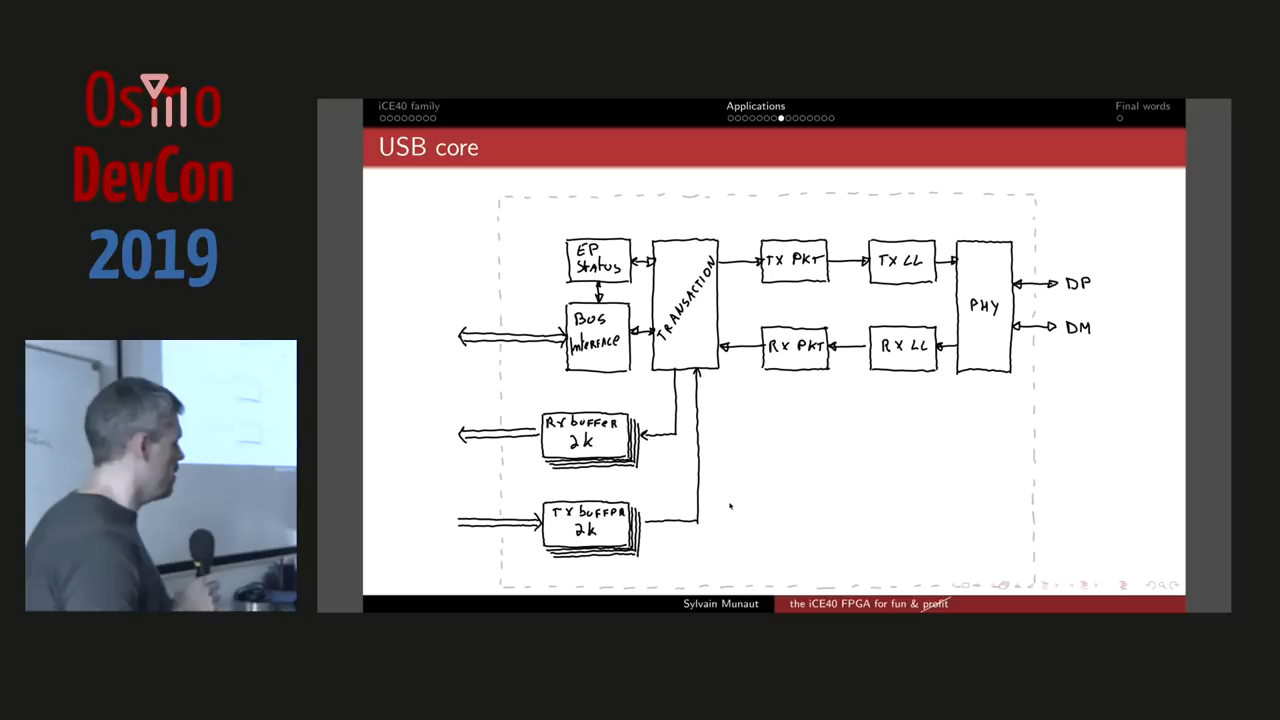 Osmo
DevCon
2019
iCE40 family
Applications
Final words
USB core
EP
STATUS
BUS
Interface
TRANSACTION
TX PKT
TX LL
RX PKT
RX LL
PHY
DP
DM
RX buffer
2k
TX buffer
2k
Sylvain Munaut
the iCE40 FPGA for fun & profit